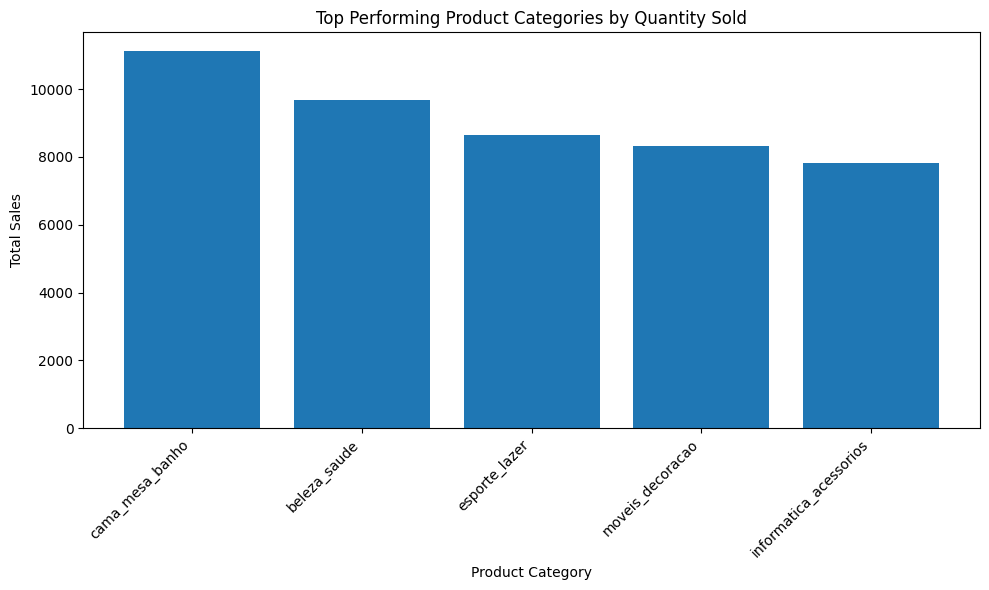 Top Performing Product Categories by Quantity Sold
Total Sales
10000
8000
6000
4000
2000
0
cama_mesa_banho
beleza_saude
esporte_lazer
moveis_decoracao
informatica_acessorios
Product Category